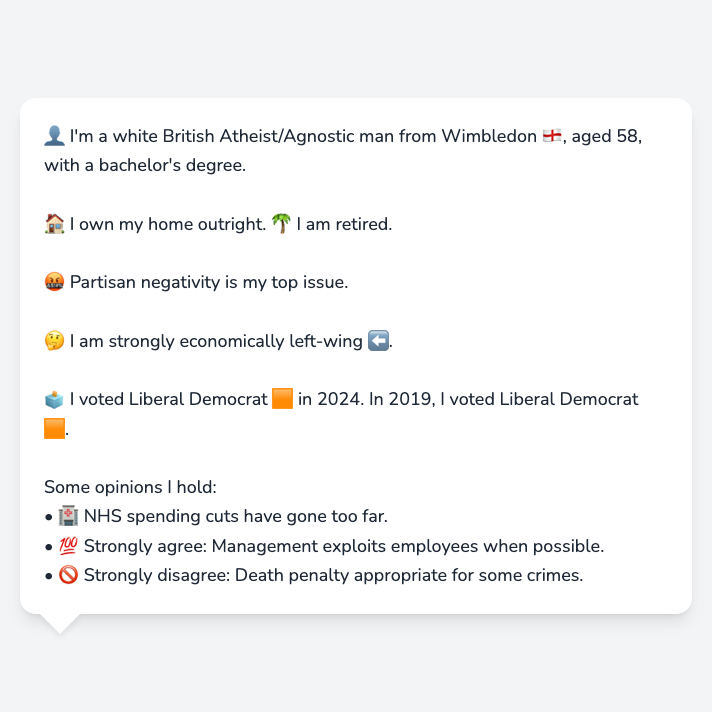 👤 I'm a white British Atheist/Agnostic man from Wimbledon 🏴󠁧󠁢󠁥󠁮󠁧󠁿, aged 58,
with a bachelor's degree.
🏠 I own my home outright. 🌴 I am retired.
🤬 Partisan negativity is my top issue.
🤔 I am strongly economically left-wing ⬅️.
🗳️ I voted Liberal Democrat 🟧 in 2024. In 2019, I voted Liberal Democrat
🟧.
Some opinions I hold:
• 🏥 NHS spending cuts have gone too far.
• 💯 Strongly agree: Management exploits employees when possible.
• 🚫 Strongly disagree: Death penalty appropriate for some crimes.